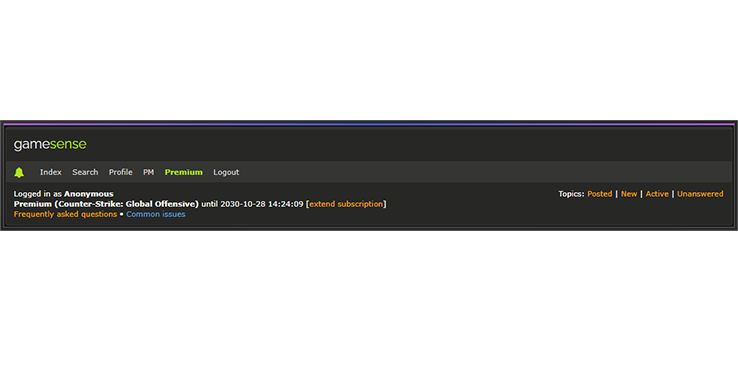 gamesense
Index Search Profile PM Premium Logout
Logged in as Anonymous
Topics: Posted | New | Active | Unanswered
Premium (Counter-Strike: Global Offensive) until 2030-10-28 14:24:09 [extend subscription]
Frequently asked questions • Common issues